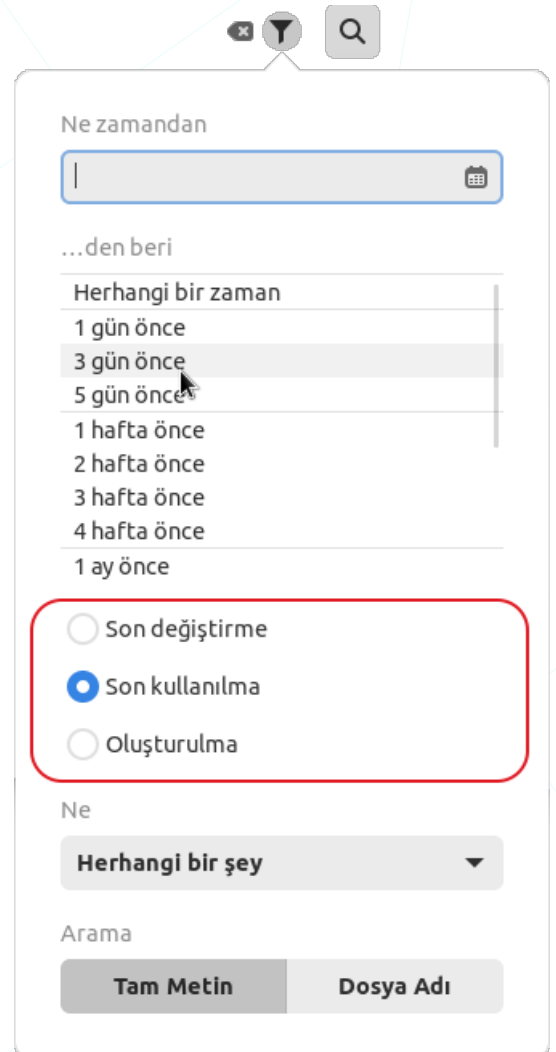 Ne zamandan
...den beri
Herhangi bir zaman
1 gün önce
3 gün önce
5 gün önce
1 hafta önce
2 hafta önce
3 hafta önce
4 hafta önce
1 ay önce
Son değiştirme
Son kullanılma
Oluşturulma
Ne
Herhangi bir şey
Arama
Tam Metin Dosya Adı